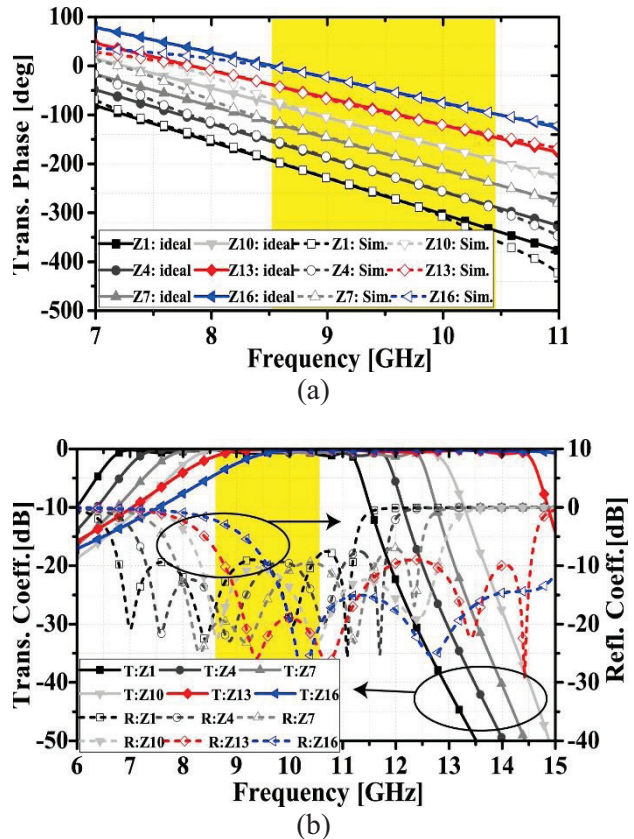 100
0
-100
-200
-300
-400
-500
Trans. Phase [deg]
Z1: ideal Z10: ideal Z1: Sim. Z10: Sim.
Z4: ideal Z13: ideal Z4: Sim. Z13: Sim.
Z7: ideal Z16: ideal Z7: Sim. Z16: Sim.
7 8 9 10 11
Frequency [GHz]
(a)
0
-10
-20
-30
-40
-50
Trans. Coeff.[dB]
10
0
-10
-20
-30
-40
Refl. Coeff.[dB]
T:Z1 T:Z4 T:Z7
T:Z10 T:Z13 T:Z16
R:Z1 R:Z4 R:Z7
R:Z10 R:Z13 R:Z16
6 7 8 9 10 11 12 13 14 15
Frequency [GHz]
(b)